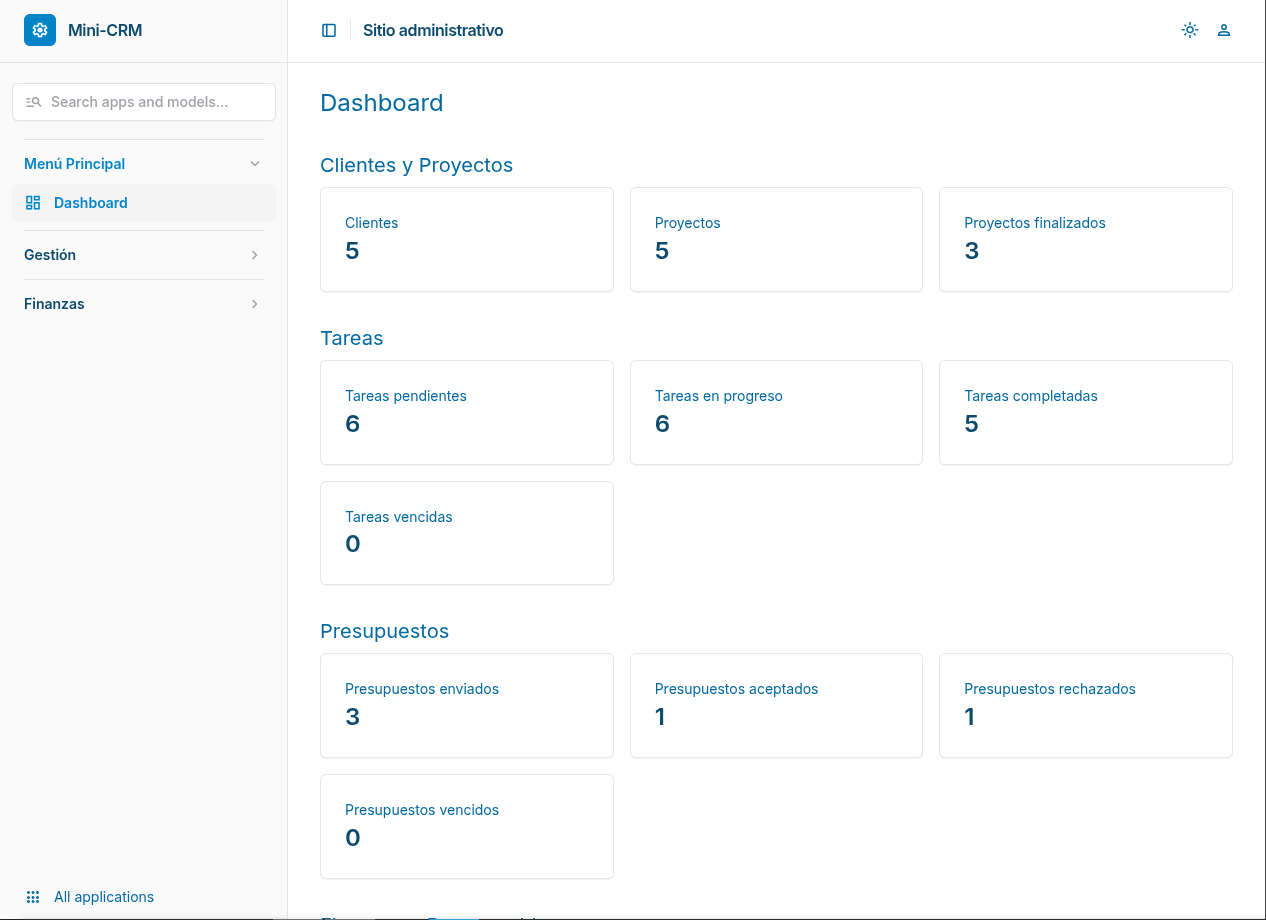 Mini-CRM
Sitio administrativo
Search apps and models...
Menú Principal
Dashboard
Gestión
Finanzas
All applications
Dashboard
Clientes y Proyectos
Clientes
5
Proyectos
5
Proyectos finalizados
3
Tareas
Tareas pendientes
6
Tareas en progreso
6
Tareas completadas
5
Tareas vencidas
0
Presupuestos
Presupuestos enviados
3
Presupuestos aceptados
1
Presupuestos rechazados
1
Presupuestos vencidos
0